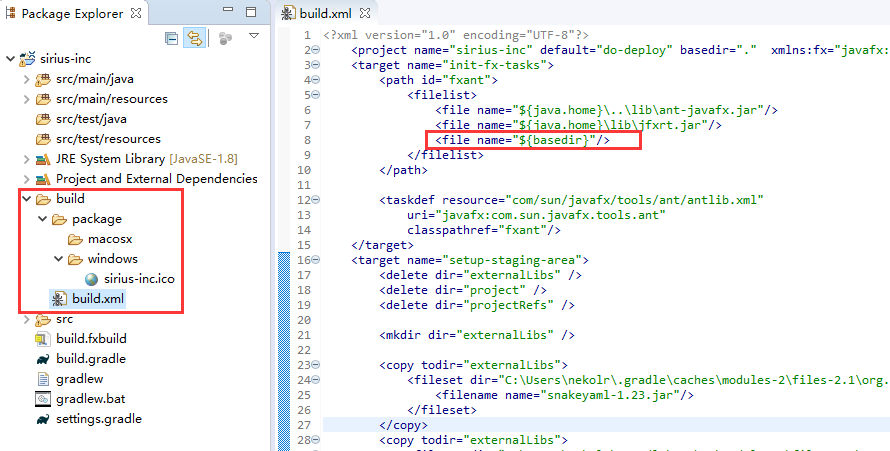 Package Explorer
sirius-inc
src/main/java
src/main/resources
src/test/java
src/test/resources
JRE System Library [JavaSE-1.8]
Project and External Dependencies
build
package
macosx
windows
sirius-inc.ico
build.xml
src
build.fxbuild
build.gradle
gradlew
gradlew.bat
settings.gradle
build.xml
1 <?xml version="1.0" encoding="UTF-8"?>
2 <project name="sirius-inc" default="do-deploy" basedir="." xmlns:fx="javafx:
3 <target name="init-fx-tasks">
4 <path id="fxant">
5 <filelist>
6 <file name="${java.home}\..\lib\ant-javafx.jar"/>
7 <file name="${java.home}\lib\jfxrt.jar"/>
8 <file name="${basedir}"/>
9 </filelist>
10 </path>
11
12 <taskdef resource="com/sun/javafx/tools/ant/antlib.xml"
13 uri="javafx:com.sun.javafx.tools.ant"
14 classpathref="fxant"/>
15 </target>
16 <target name="setup-staging-area">
17 <delete dir="externalLibs" />
18 <delete dir="project" />
19 <delete dir="projectRefs" />
20
21 <mkdir dir="externalLibs" />
22
23 <copy todir="externalLibs">
24 <fileset dir="C:\Users\nekolr\.gradle\caches\modules-2\files-2.1\org.
25 <filename name="snakeyaml-1.23.jar"/>
26 </fileset>
27 </copy>
28 <copy todir="externalLibs">